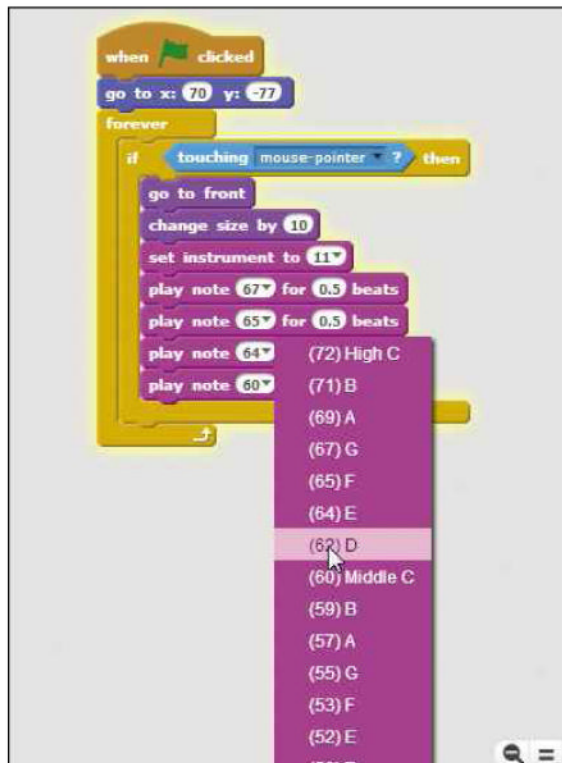 when clicked
go to x: 70 y: -77
forever
if touching mouse-pointer ? then
go to front
change size by 10
set instrument to 11
play note 67 for 0.5 beats
play note 65 for 0.5 beats
play note 64
play note 60
(72) High C
(71) B
(69) A
(67) G
(65) F
(64) E
(62) D
(60) Middle C
(59) B
(57) A
(55) G
(53) F
(52) E